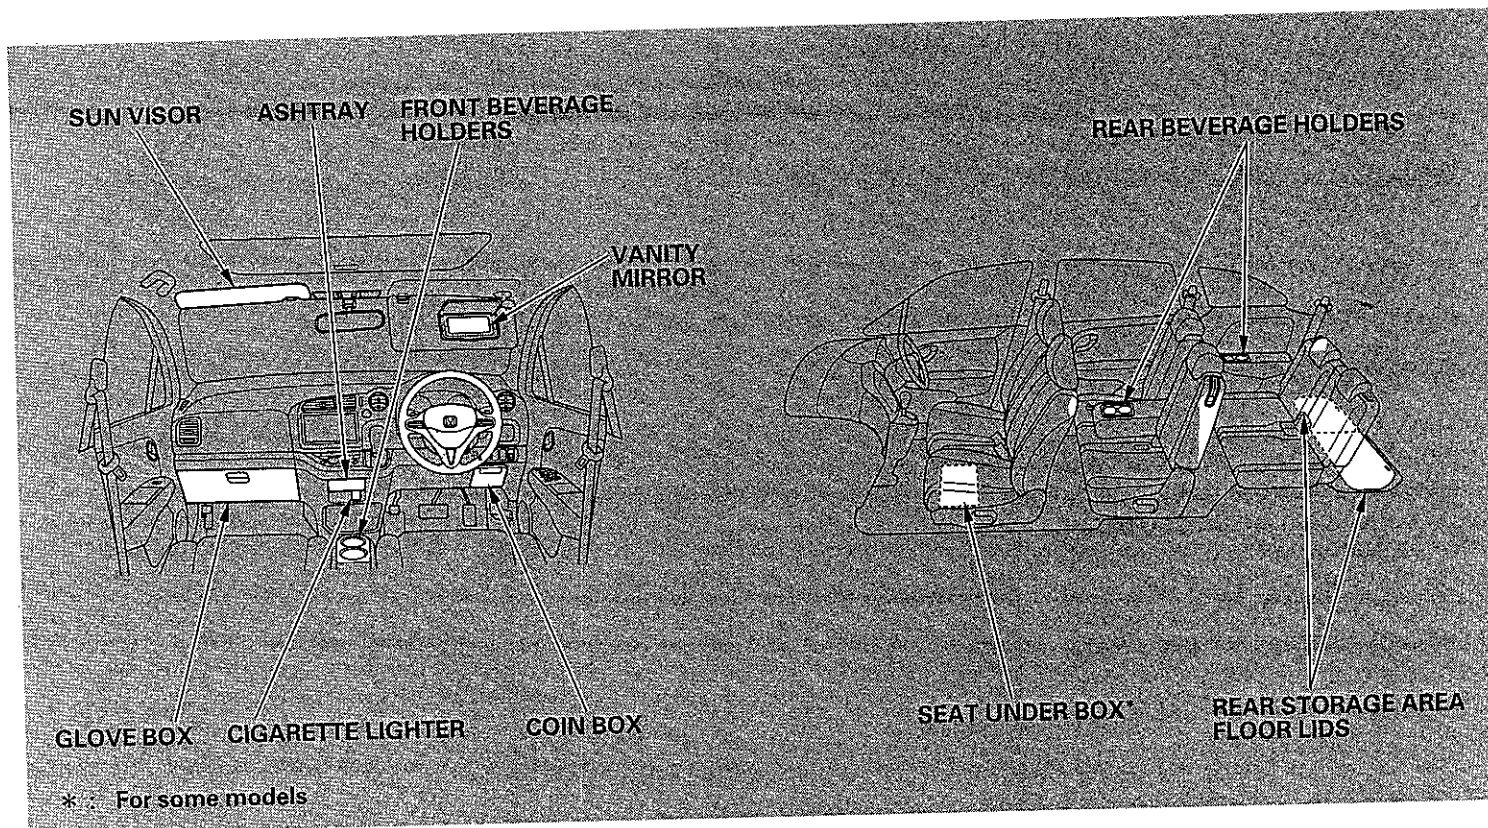 SUN VISOR
ASHTRAY
FRONT BEVERAGE
HOLDERS
REAR BEVERAGE HOLDERS
VANITY
MIRROR
GLOVE BOX
CIGARETTE LIGHTER
COIN BOX
SEAT UNDER BOX*
REAR STORAGE AREA
FLOOR LIDS
* : For some models